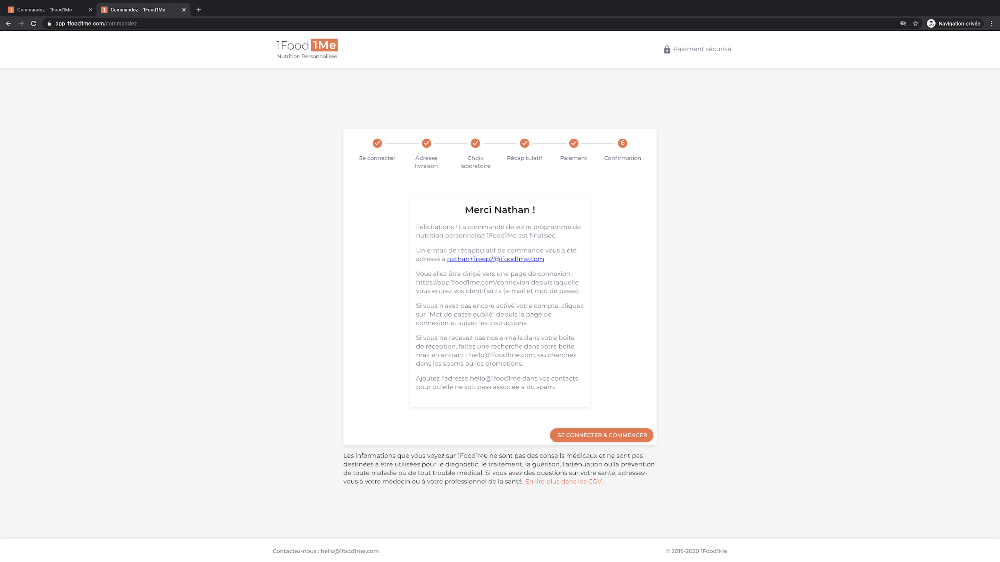 Commandez - 1Food1Me
Commandez - 1Food1Me
app.1food1me.com/commandez
Navigation privée
1Food 1Me
Nutrition Personnalisée
Paiement sécurisé
6
Se connecter
Adresse
livraison
Choix
laboratoire
Récapitulatif
Paiement
Confirmation
Merci Nathan !
Félicitations ! La commande de votre programme de
nutrition personnalisé 1Food1Me est finalisée.
Un e-mail de récapitulatif de commande vous a été
adressé à nathan+freep2@1food1me.com
Vous allez être dirigé vers une page de connexion :
https://app.1food1me.com/connexion depuis laquelle
vous entrez vos identifiants (e-mail et mot de passe).
Si vous n'avez pas encore activé votre compte, cliquez
sur "Mot de passe oublié" depuis la page de
connexion et suivez les instructions.
Si vous ne recevez pas nos e-mails dans votre boîte
de réception, faites une recherche dans votre boîte
mail en entrant : hello@1food1me.com, ou cherchez
dans les spams ou les promotions.
Ajoutez l'adresse hello@1food1me dans vos contacts
pour qu'elle ne soit pass associée à du spam.
SE CONNECTER & COMMENCER
Les informations que vous voyez sur 1Food1Me ne sont pas des conseils médicaux et ne sont pas
destinées à être utilisées pour le diagnostic, le traitement, la guérison, l'atténuation ou la prévention
de toute maladie ou de tout trouble médical. Si vous avez des questions sur votre santé, adressez-
vous à votre médecin ou à votre professionnel de la santé. En lire plus dans les CGV.
Contactez-nous : hello@1food1me.com
© 2019-2020 1Food1Me